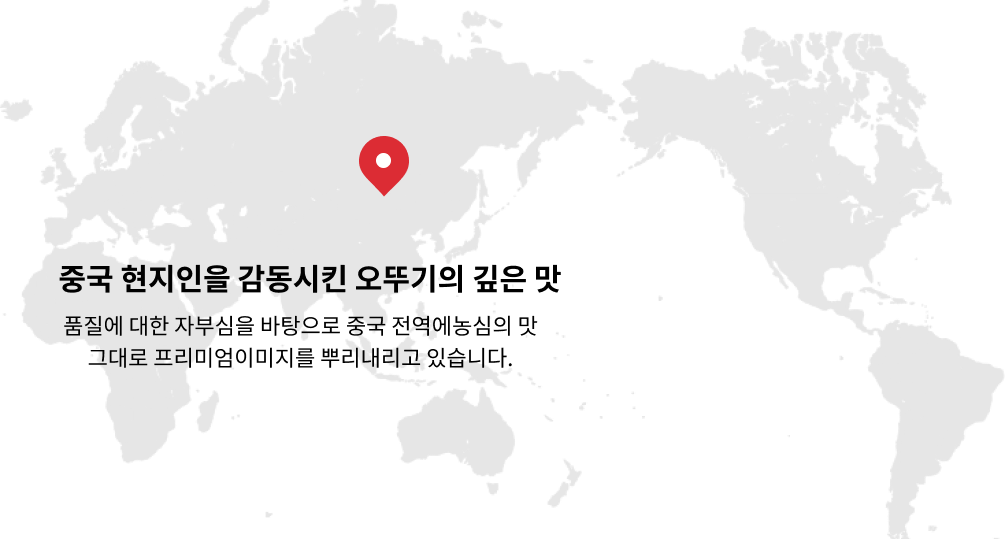 중국 현지인을 감동시킨 오뚜기의 깊은 맛
품질에 대한 자부심을 바탕으로 중국 전역에농심의 맛
그대로 프리미엄이미지를 뿌리내리고 있습니다.